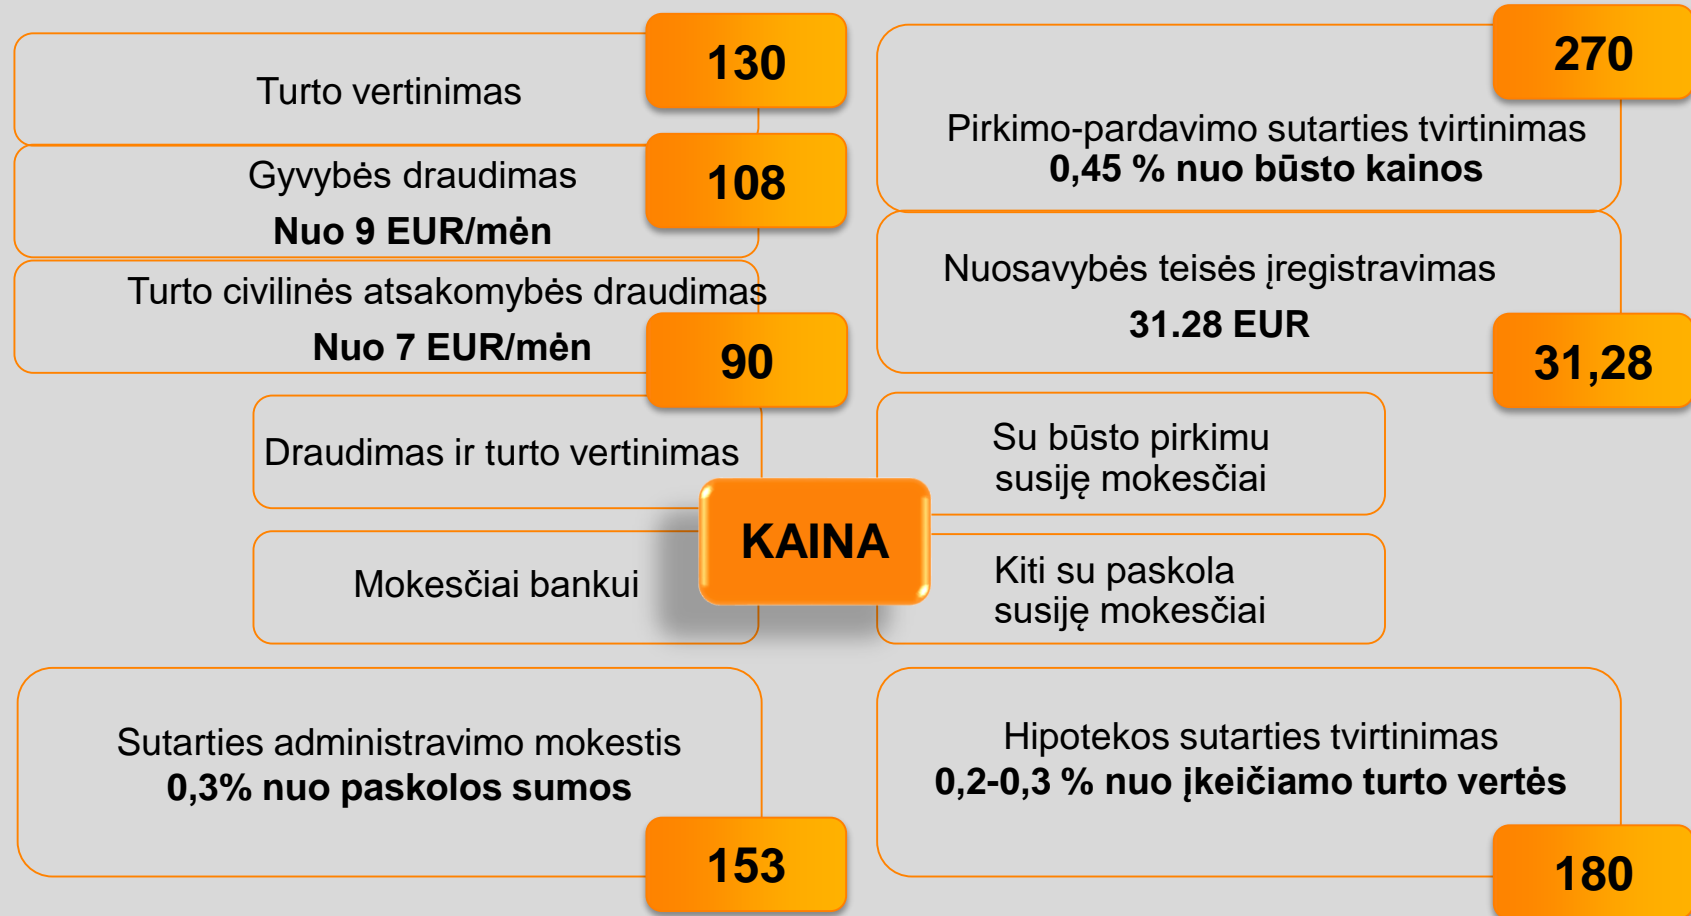 130
Turto vertinimas
108
Gyvybės draudimas
Nuo 9 EUR/mėn
Turto civilinės atsakomybės draudimas
Nuo 7 EUR/mėn
90
Draudimas ir turto vertinimas
270
Pirkimo-pardavimo sutarties tvirtinimas
0,45 % nuo būsto kainos
Nuosavybės teisės įregistravimas
31.28 EUR
31,28
Su būsto pirkimu
susiję mokesčiai
KAINA
Mokesčiai bankui
Kiti su paskola
susiję mokesčiai
Sutarties administravimo mokestis
0,3% nuo paskolos sumos
153
Hipotekos sutarties tvirtinimas
0,2-0,3 % nuo įkeičiamo turto vertės
180